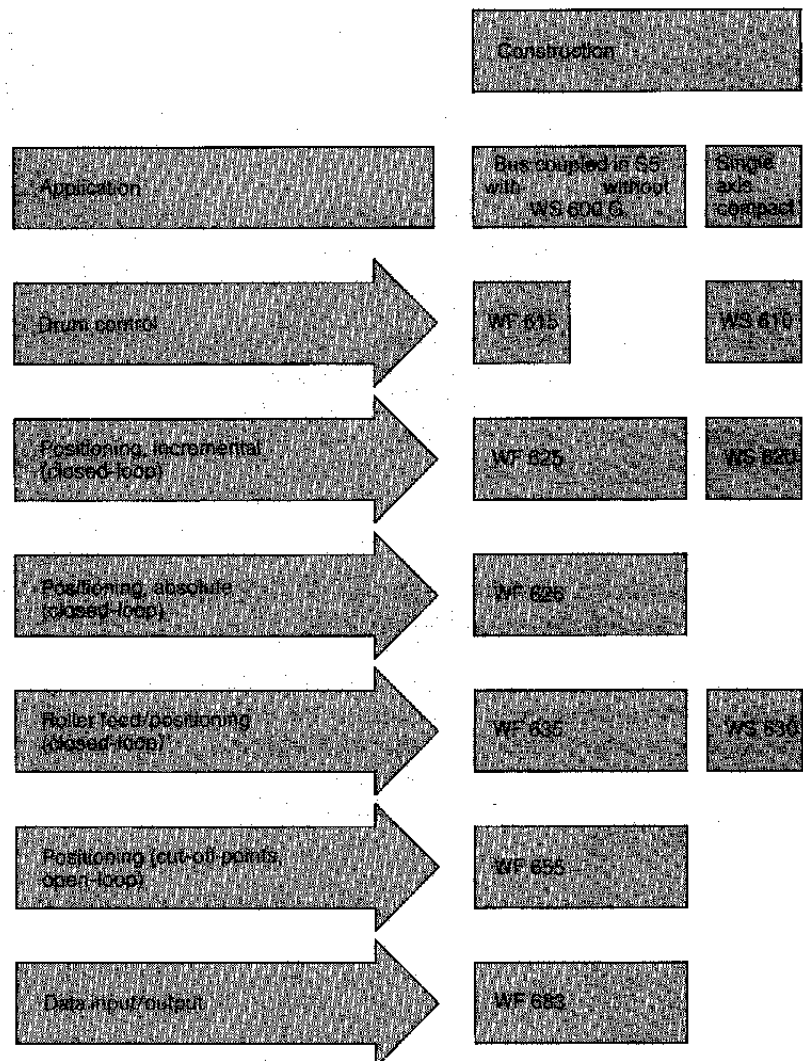 Construction
Application
Bus coupled in S5
with without
WS 600 G
Single
axis
compact
Drum control
WF 615
WS 610
Positioning, incremental
(closed-loop)
WF 625
WS 620
Positioning, absolute
(closed-loop)
WF 626
Roller feed/positioning
(closed-loop)
WF 635
WS 630
Positioning (cut-off points,
open-loop)
WF 655
Data input/output
WF 683